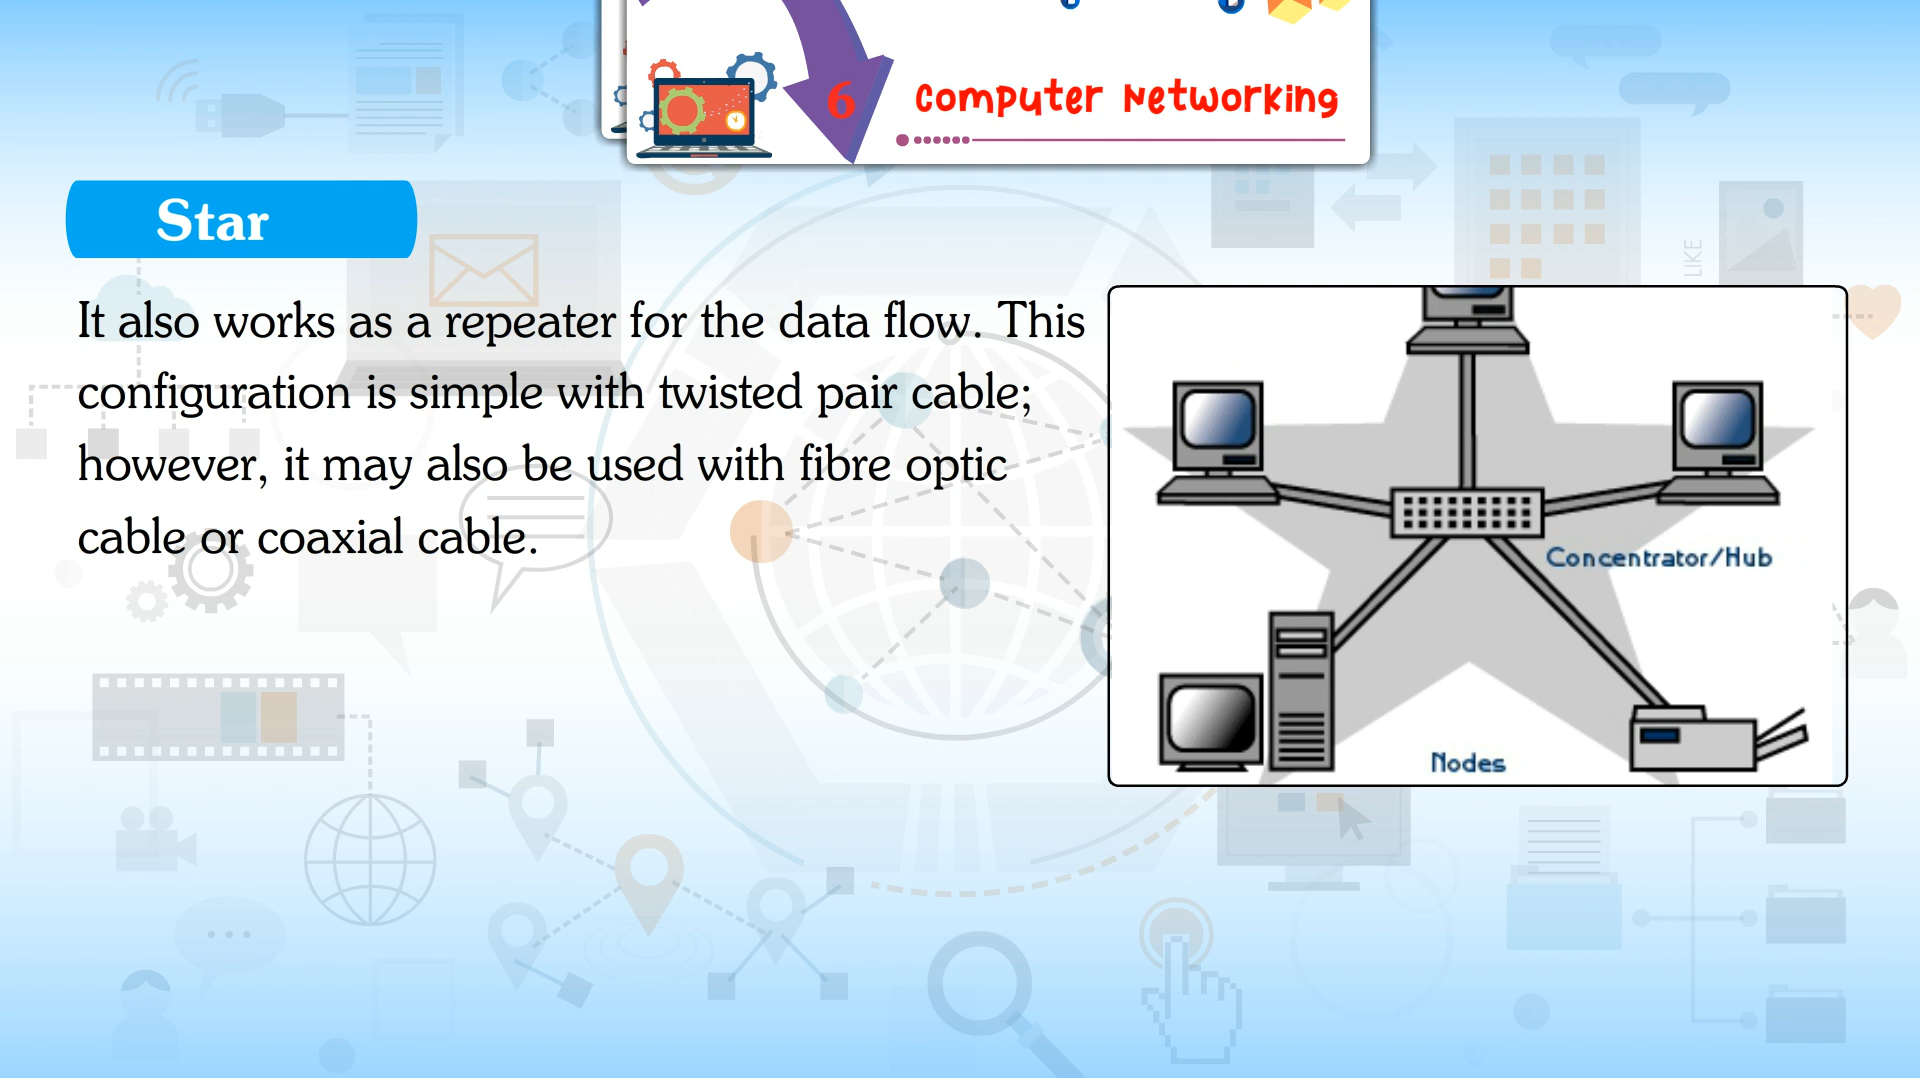 6
Computer Networking
Star
It also works as a repeater for the data flow. This
configuration is simple with twisted pair cable;
however, it may also be used with fibre optic
cable or coaxial cable.
Concentrator/Hub
Nodes
LIKE